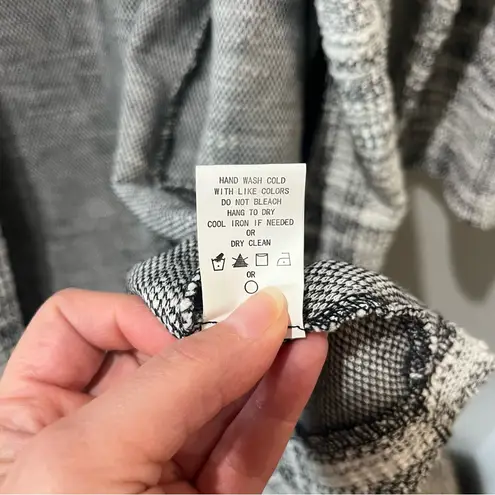 HAND WASH COLD
WITH LIKE COLORS
DO NOT BLEACH
HANG TO DRY
COOL IRON IF NEEDED
OR
DRY CLEAN
OR